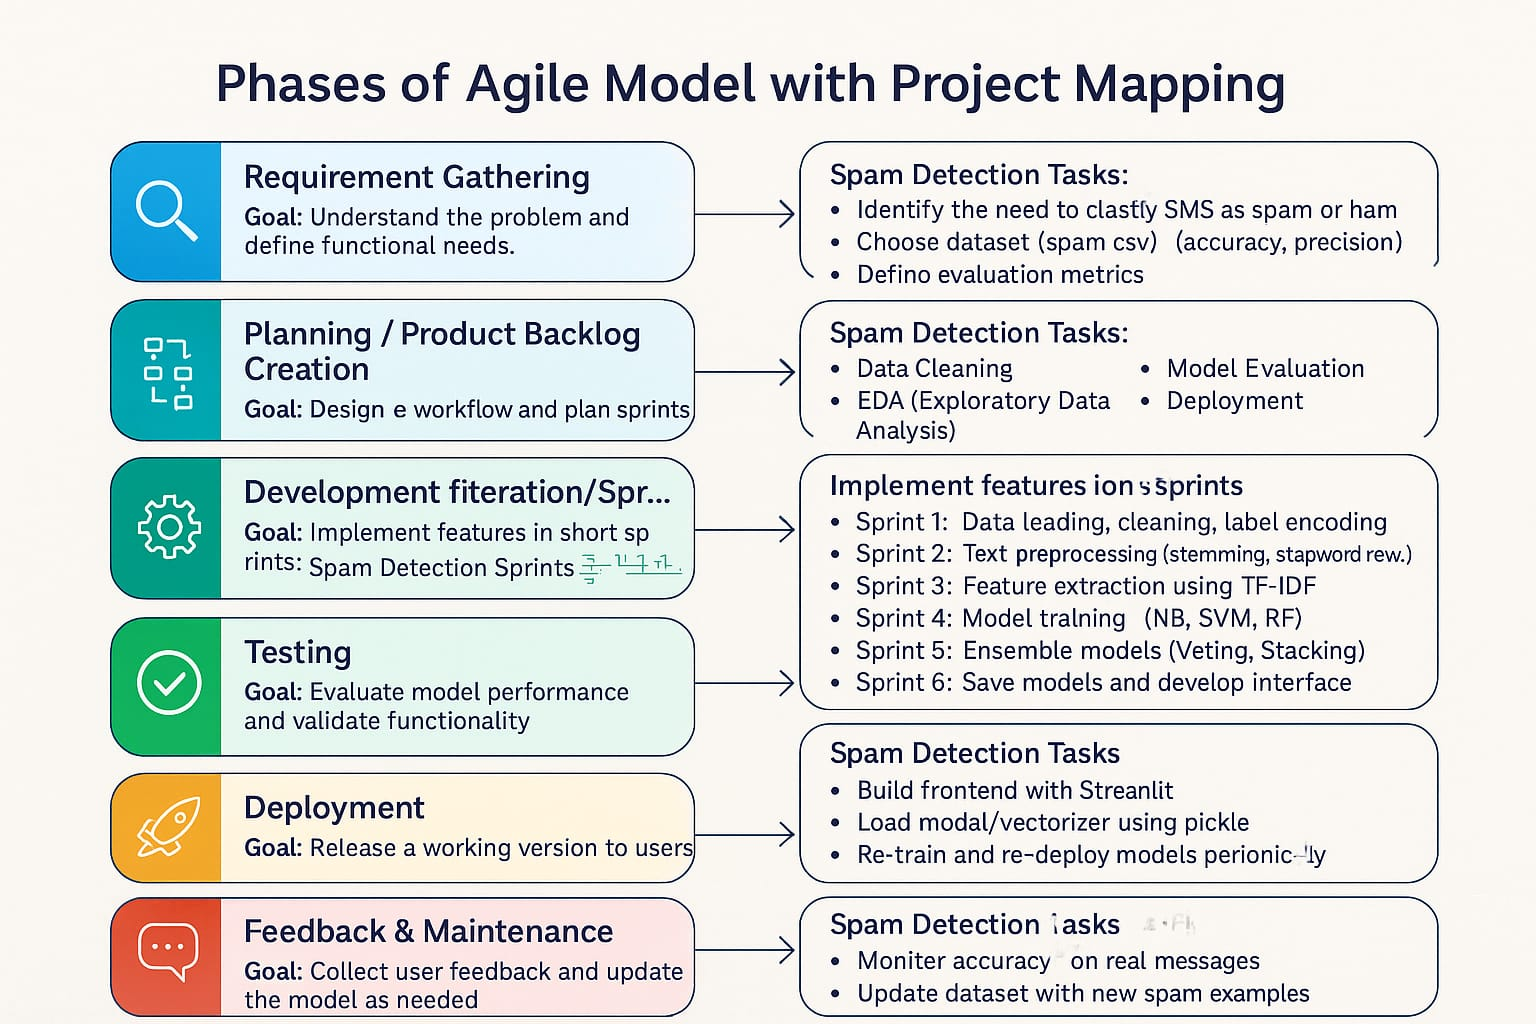 Phases of Agile Model with Project Mapping
Requirement Gathering
Goal: Understand the problem and
define functional needs.
Spam Detection Tasks:
• Identify the need to clastly SMS as spam or ham
• Choose dataset (spam csv) (accuracy, precision)
• Defino evaluation metrics
Planning / Product Backlog
Creation
Goal: Design e workflow and plan sprints
Spam Detection Tasks:
• Data Cleaning
• EDA (Exploratory Data
Analysis)
• Model Evaluation
• Deployment
Development fiteration/Spr...
Goal: Implement features in short sp
rints: Spam Detection Sprints
Implement features ion s sprints
• Sprint 1: Data leading, cleaning, label encoding
• Sprint 2: Text preprocessing (stemming, stapword rew.)
• Sprint 3: Feature extraction using TF-IDF
• Sprint 4: Model tralning (NB, SVM, RF)
• Sprint 5: Ensemble models (Veting, Stacking)
• Sprint 6: Save models and develop interface
Testing
Goal: Evaluate model performance
and validate functionality
Deployment
Goal: Release a working version to users
Spam Detection Tasks
• Build frontend with Streanlit
• Load modal/vectorizer using pickle
• Re-train and re-deploy models perionic-ly
Feedback & Maintenance
Goal: Collect user feedback and update
the model as needed
Spam Detection Tasks
• Moniter accuracy on real messages
• Update dataset with new spam examples